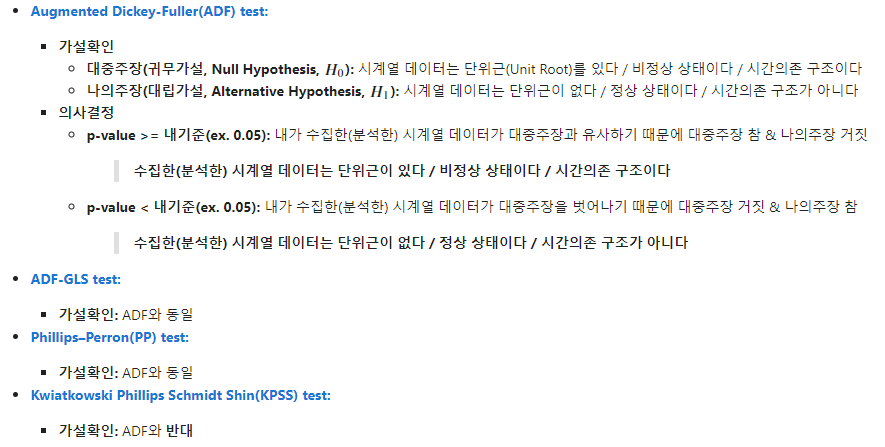 Augmented Dickey-Fuller(ADF) test:
가설확인
대중주장(귀무가설, Null Hypothesis, H0): 시계열 데이터는 단위근(Unit Root)를 있다 / 비정상 상태이다 / 시간의존 구조이다
나의주장(대립가설, Alternative Hypothesis, H1): 시계열 데이터는 단위근이 없다 / 정상 상태이다 / 시간의존 구조가 아니다
의사결정
p-value >= 내기준(ex. 0.05): 내가 수집한(분석한) 시계열 데이터가 대중주장과 유사하기 때문에 대중주장 참 & 나의주장 거짓
수집한(분석한) 시계열 데이터는 단위근이 있다 / 비정상 상태이다 / 시간의존 구조이다
p-value < 내기준(ex. 0.05): 내가 수집한(분석한) 시계열 데이터가 대중주장을 벗어나기 때문에 대중주장 거짓 & 나의주장 참
수집한(분석한) 시계열 데이터는 단위근이 없다 / 정상 상태이다 / 시간의존 구조가 아니다
ADF-GLS test:
가설확인: ADF와 동일
Phillips–Perron(PP) test:
가설확인: ADF와 동일
Kwiatkowski Phillips Schmidt Shin(KPSS) test:
가설확인: ADF와 반대